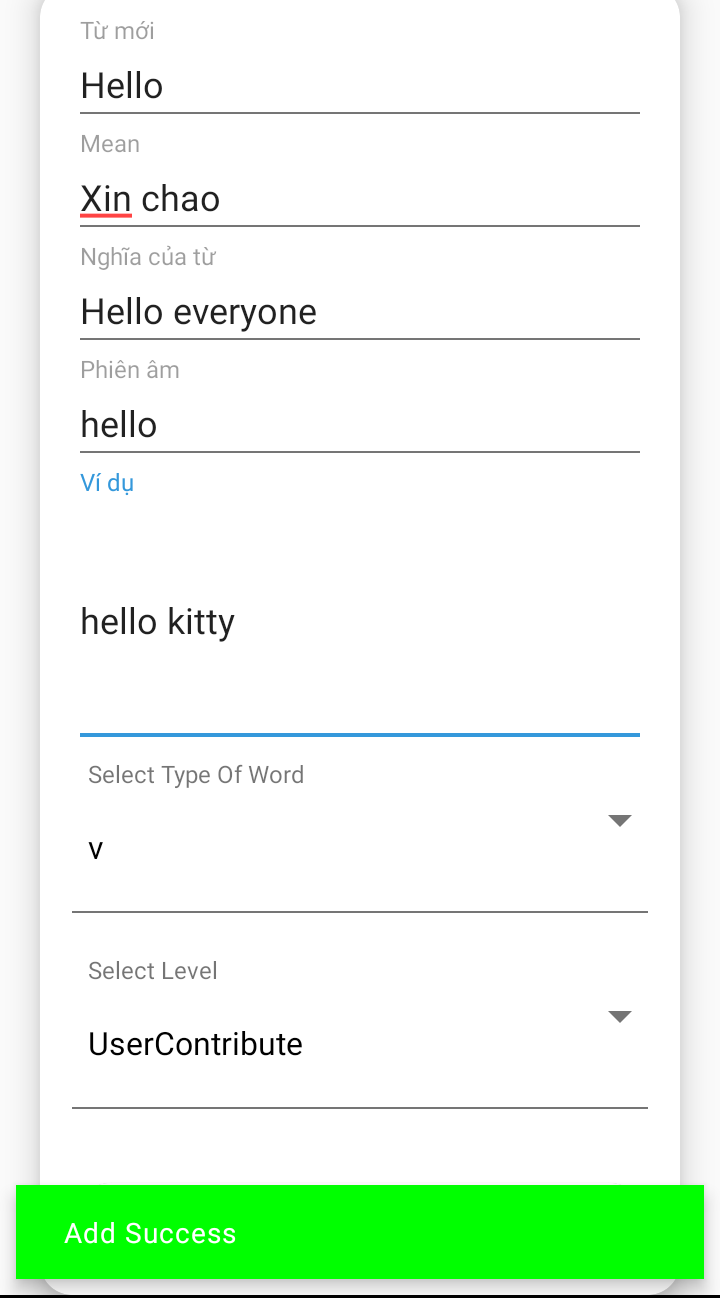 Từ mới
Hello
Mean
Xin chao
Nghĩa của từ
Hello everyone
Phiên âm
hello
Ví dụ
hello kitty
Select Type Of Word
v
Select Level
UserContribute
Add Success